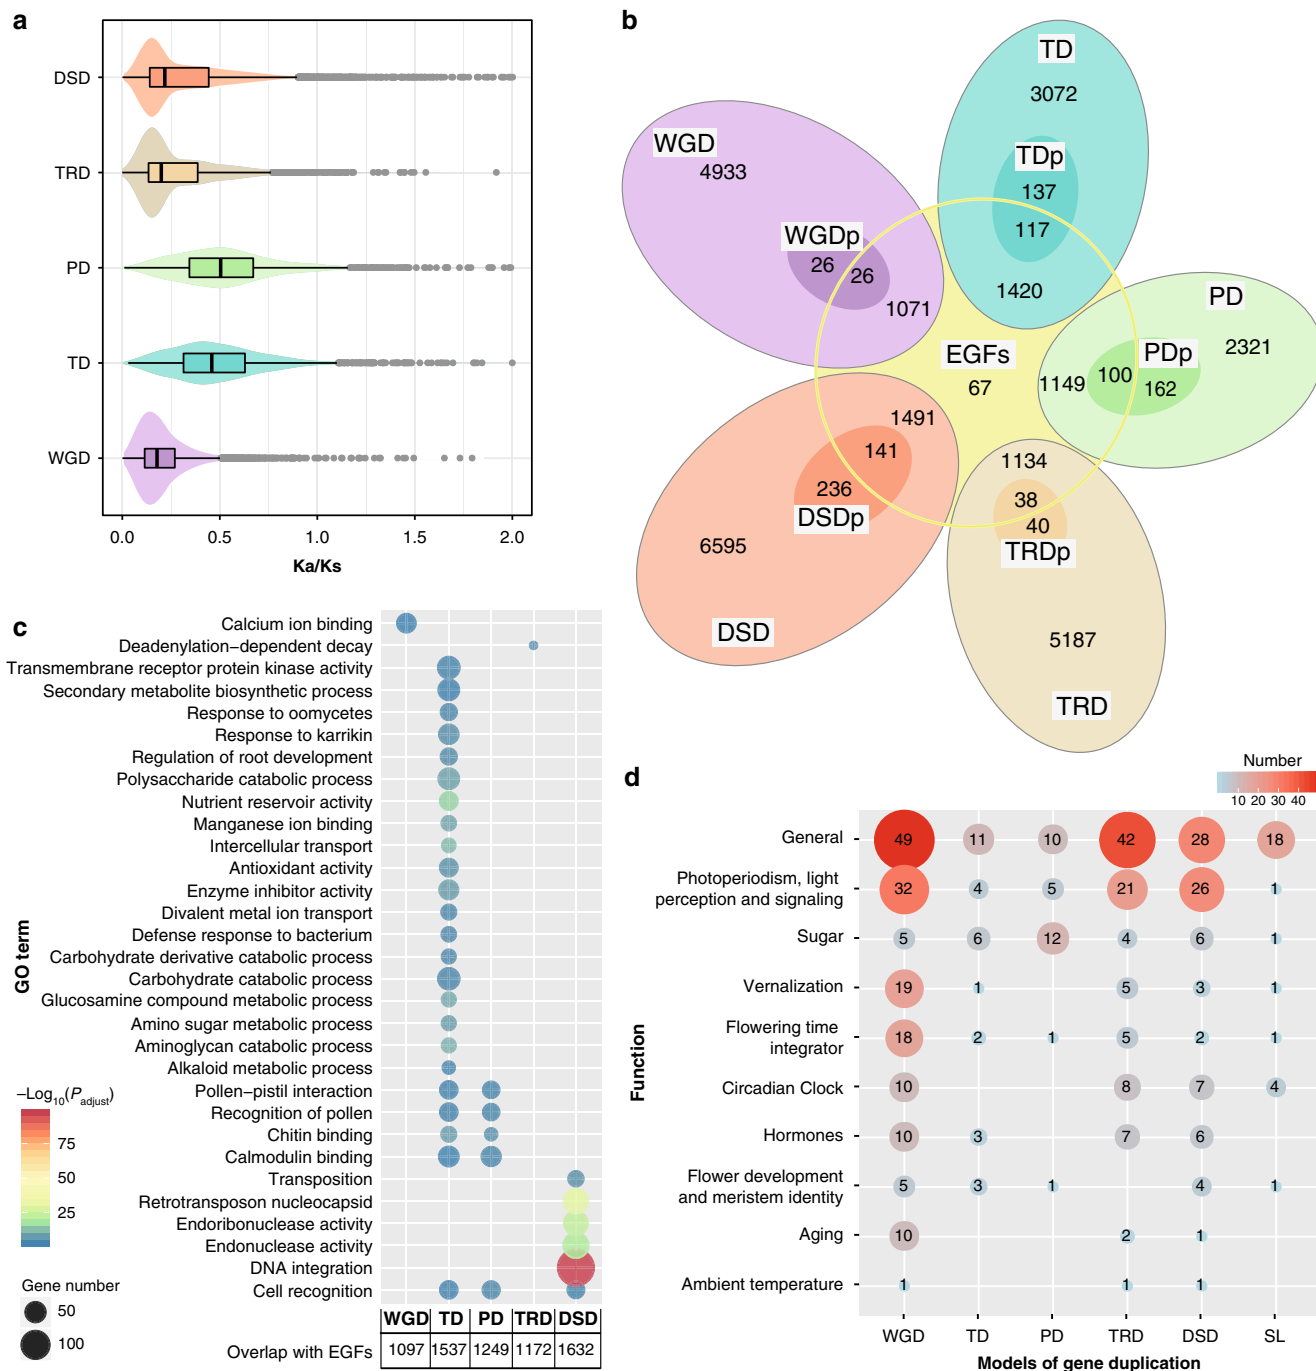 a
DSD
TRD
PD
TD
WGD
0.0 0.5 1.0 1.5 2.0
Ka/Ks
b
TD
3072
TDp
137
117
1420
WGD
4933
WGDp
26 26
1071
PD
2321
PDp
1149 100 162
EGFs
67
1491
141
236
DSDp
6595
DSD
1134
38
40
TRDp
5187
TRD
c
GO term
Calcium ion binding
Deadenylation−dependent decay
Transmembrane receptor protein kinase activity
Secondary metabolite biosynthetic process
Response to oomycetes
Response to karrikin
Regulation of root development
Polysaccharide catabolic process
Nutrient reservoir activity
Manganese ion binding
Intercellular transport
Antioxidant activity
Enzyme inhibitor activity
Divalent metal ion transport
Defense response to bacterium
Carbohydrate derivative catabolic process
Carbohydrate catabolic process
Glucosamine compound metabolic process
Amino sugar metabolic process
Aminoglycan catabolic process
Alkaloid metabolic process
Pollen−pistil interaction
Recognition of pollen
Chitin binding
Calmodulin binding
Transposition
Retrotransposon nucleocapsid
Endoribonuclease activity
Endonuclease activity
DNA integration
Cell recognition
−Log10(Padjust)
75
50
25
Gene number
50
100
WGD TD PD TRD DSD
Overlap with EGFs 1097 1537 1249 1172 1632
d
Number
10 20 30 40
Function
General 49 11 10 42 28 18
Photoperiodism, light
perception and signaling 32 4 5 21 26 1
Sugar 5 6 12 4 6 1
Vernalization 19 1 5 3 1
Flowering time
integrator 18 2 1 5 2 1
Circadian Clock 10 8 7 4
Hormones 10 3 7 6
Flower development
and meristem identity 5 3 1 4 1
Aging 10 2 1
Ambient temperature 1 1 1
WGD TD PD TRD DSD SL
Models of gene duplication